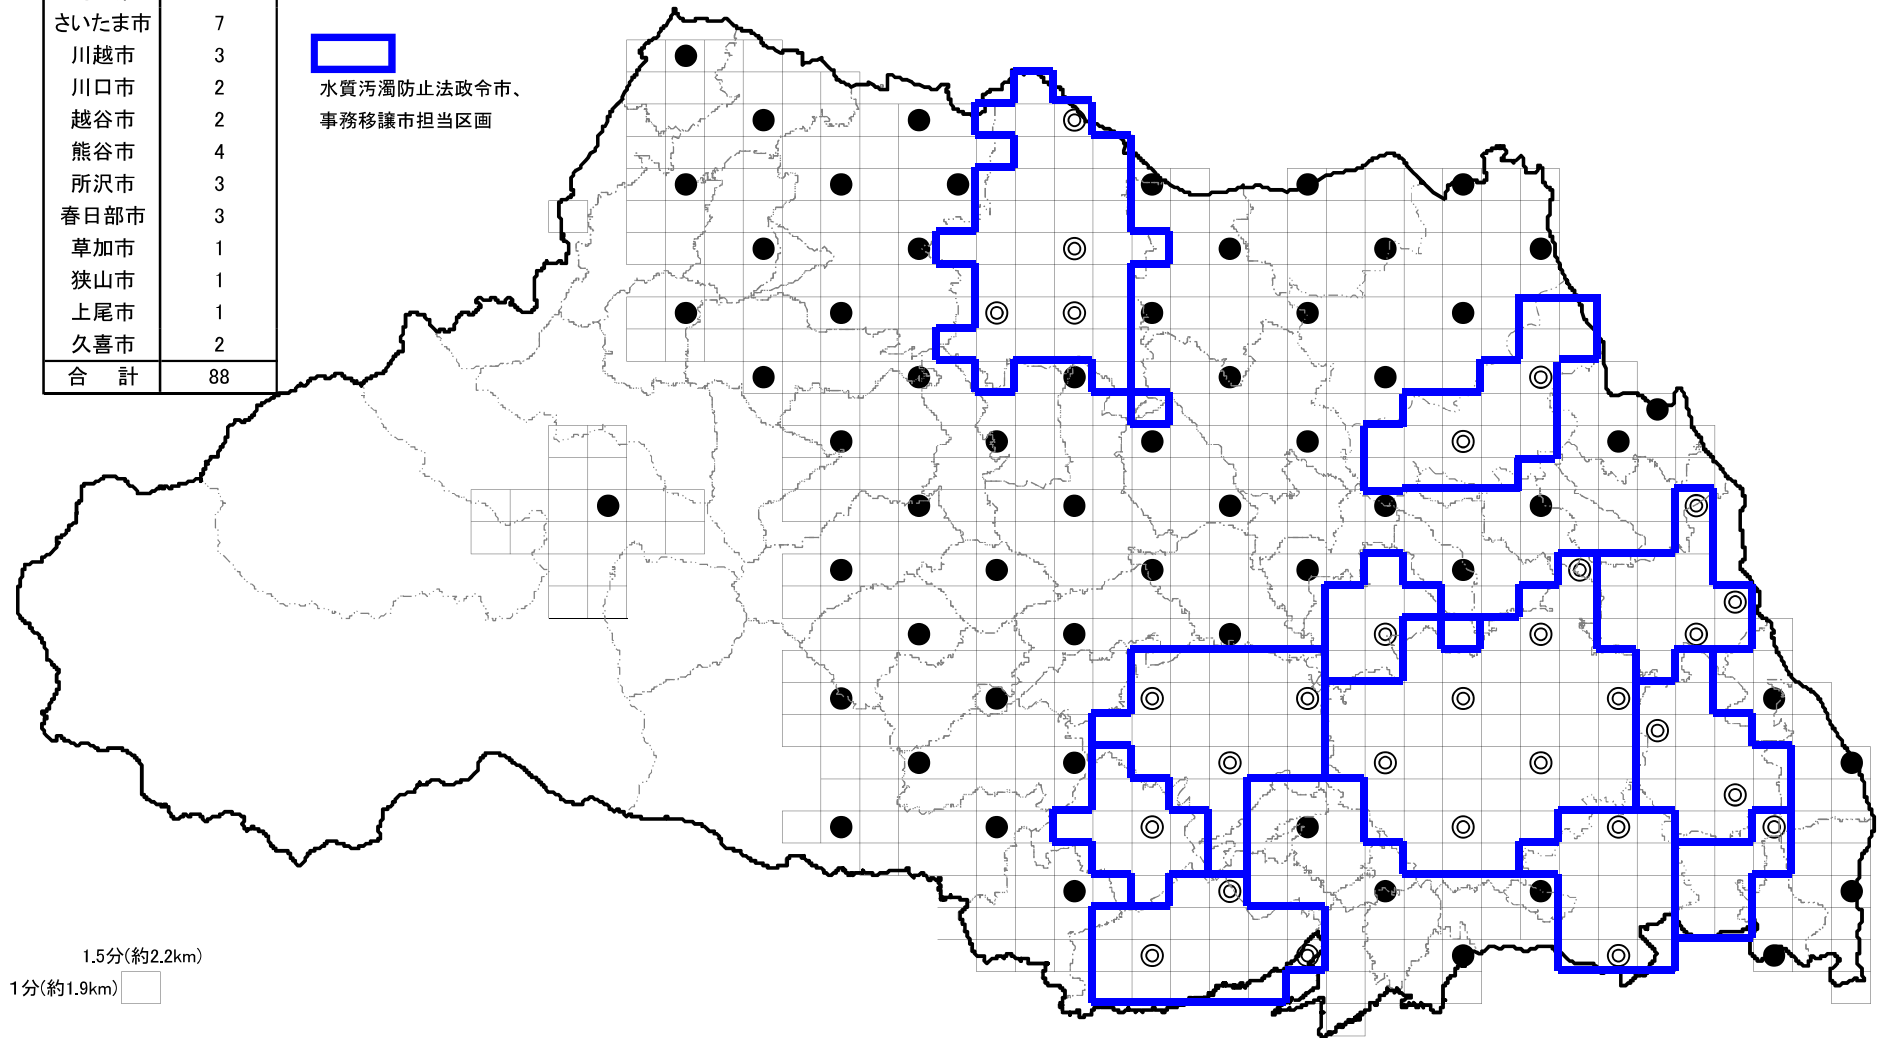 さいたま市 7
川越市 3
川口市 2
越谷市 2
熊谷市 4
所沢市 3
春日部市 3
草加市 1
狭山市 1
上尾市 1
久喜市 2
合 計 88
水質汚濁防止法政令市、
事務移譲市担当区画
1.5分(約2.2km)
1分(約1.9km)